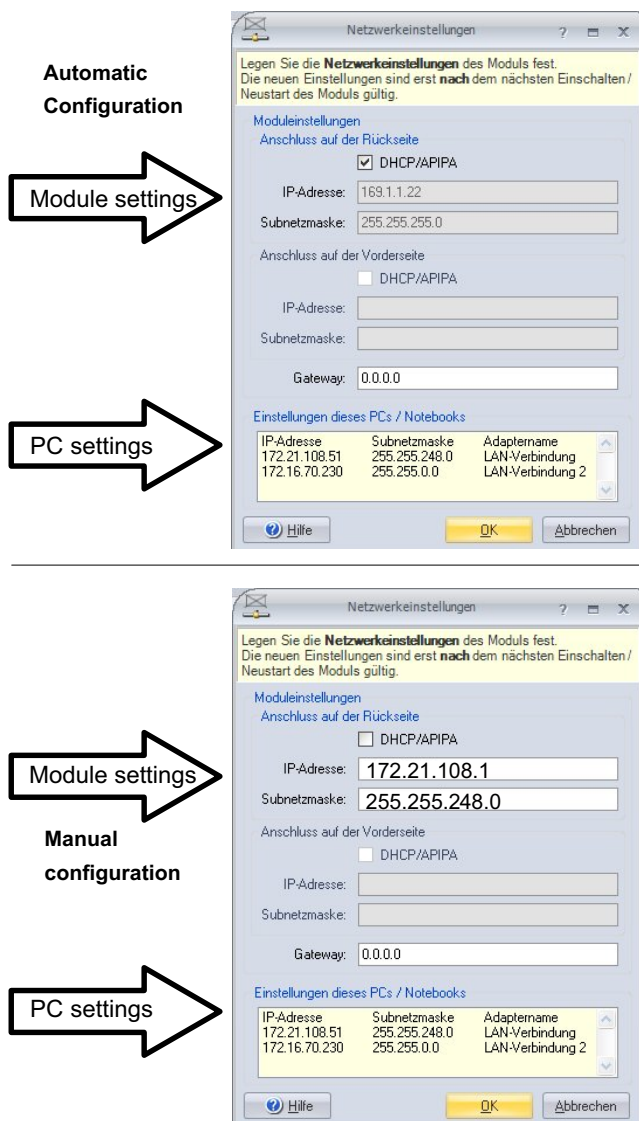 Netzwerkeinstellungen
Legen Sie die Netzwerkeinstellungen des Moduls fest.
Die neuen Einstellungen sind erst nach dem nächsten Einschalten /
Neustart des Moduls gültig.
Automatic
Configuration
Moduleinstellungen
Anschluss auf der Rückseite
DHCP/APIPA
Module settings
IP-Adresse: 169.1.1.22
Subnetzmaske: 255.255.255.0
Anschluss auf der Vorderseite
DHCP/APIPA
IP-Adresse:
Subnetzmaske:
Gateway: 0.0.0.0
Einstellungen dieses PCs / Notebooks
PC settings
IP-Adresse Subnetzmaske Adaptername
172.21.108.51 255.255.248.0 LAN-Verbindung
172.16.70.230 255.255.0.0 LAN-Verbindung 2
Hilfe OK Abbrechen
Netzwerkeinstellungen
Legen Sie die Netzwerkeinstellungen des Moduls fest.
Die neuen Einstellungen sind erst nach dem nächsten Einschalten /
Neustart des Moduls gültig.
Moduleinstellungen
Anschluss auf der Rückseite
DHCP/APIPA
Module settings
IP-Adresse: 172.21.108.1
Subnetzmaske: 255.255.248.0
Manual
configuration
Anschluss auf der Vorderseite
DHCP/APIPA
IP-Adresse:
Subnetzmaske:
Gateway: 0.0.0.0
Einstellungen dieses PCs / Notebooks
PC settings
IP-Adresse Subnetzmaske Adaptername
172.21.108.51 255.255.248.0 LAN-Verbindung
172.16.70.230 255.255.0.0 LAN-Verbindung 2
Hilfe OK Abbrechen